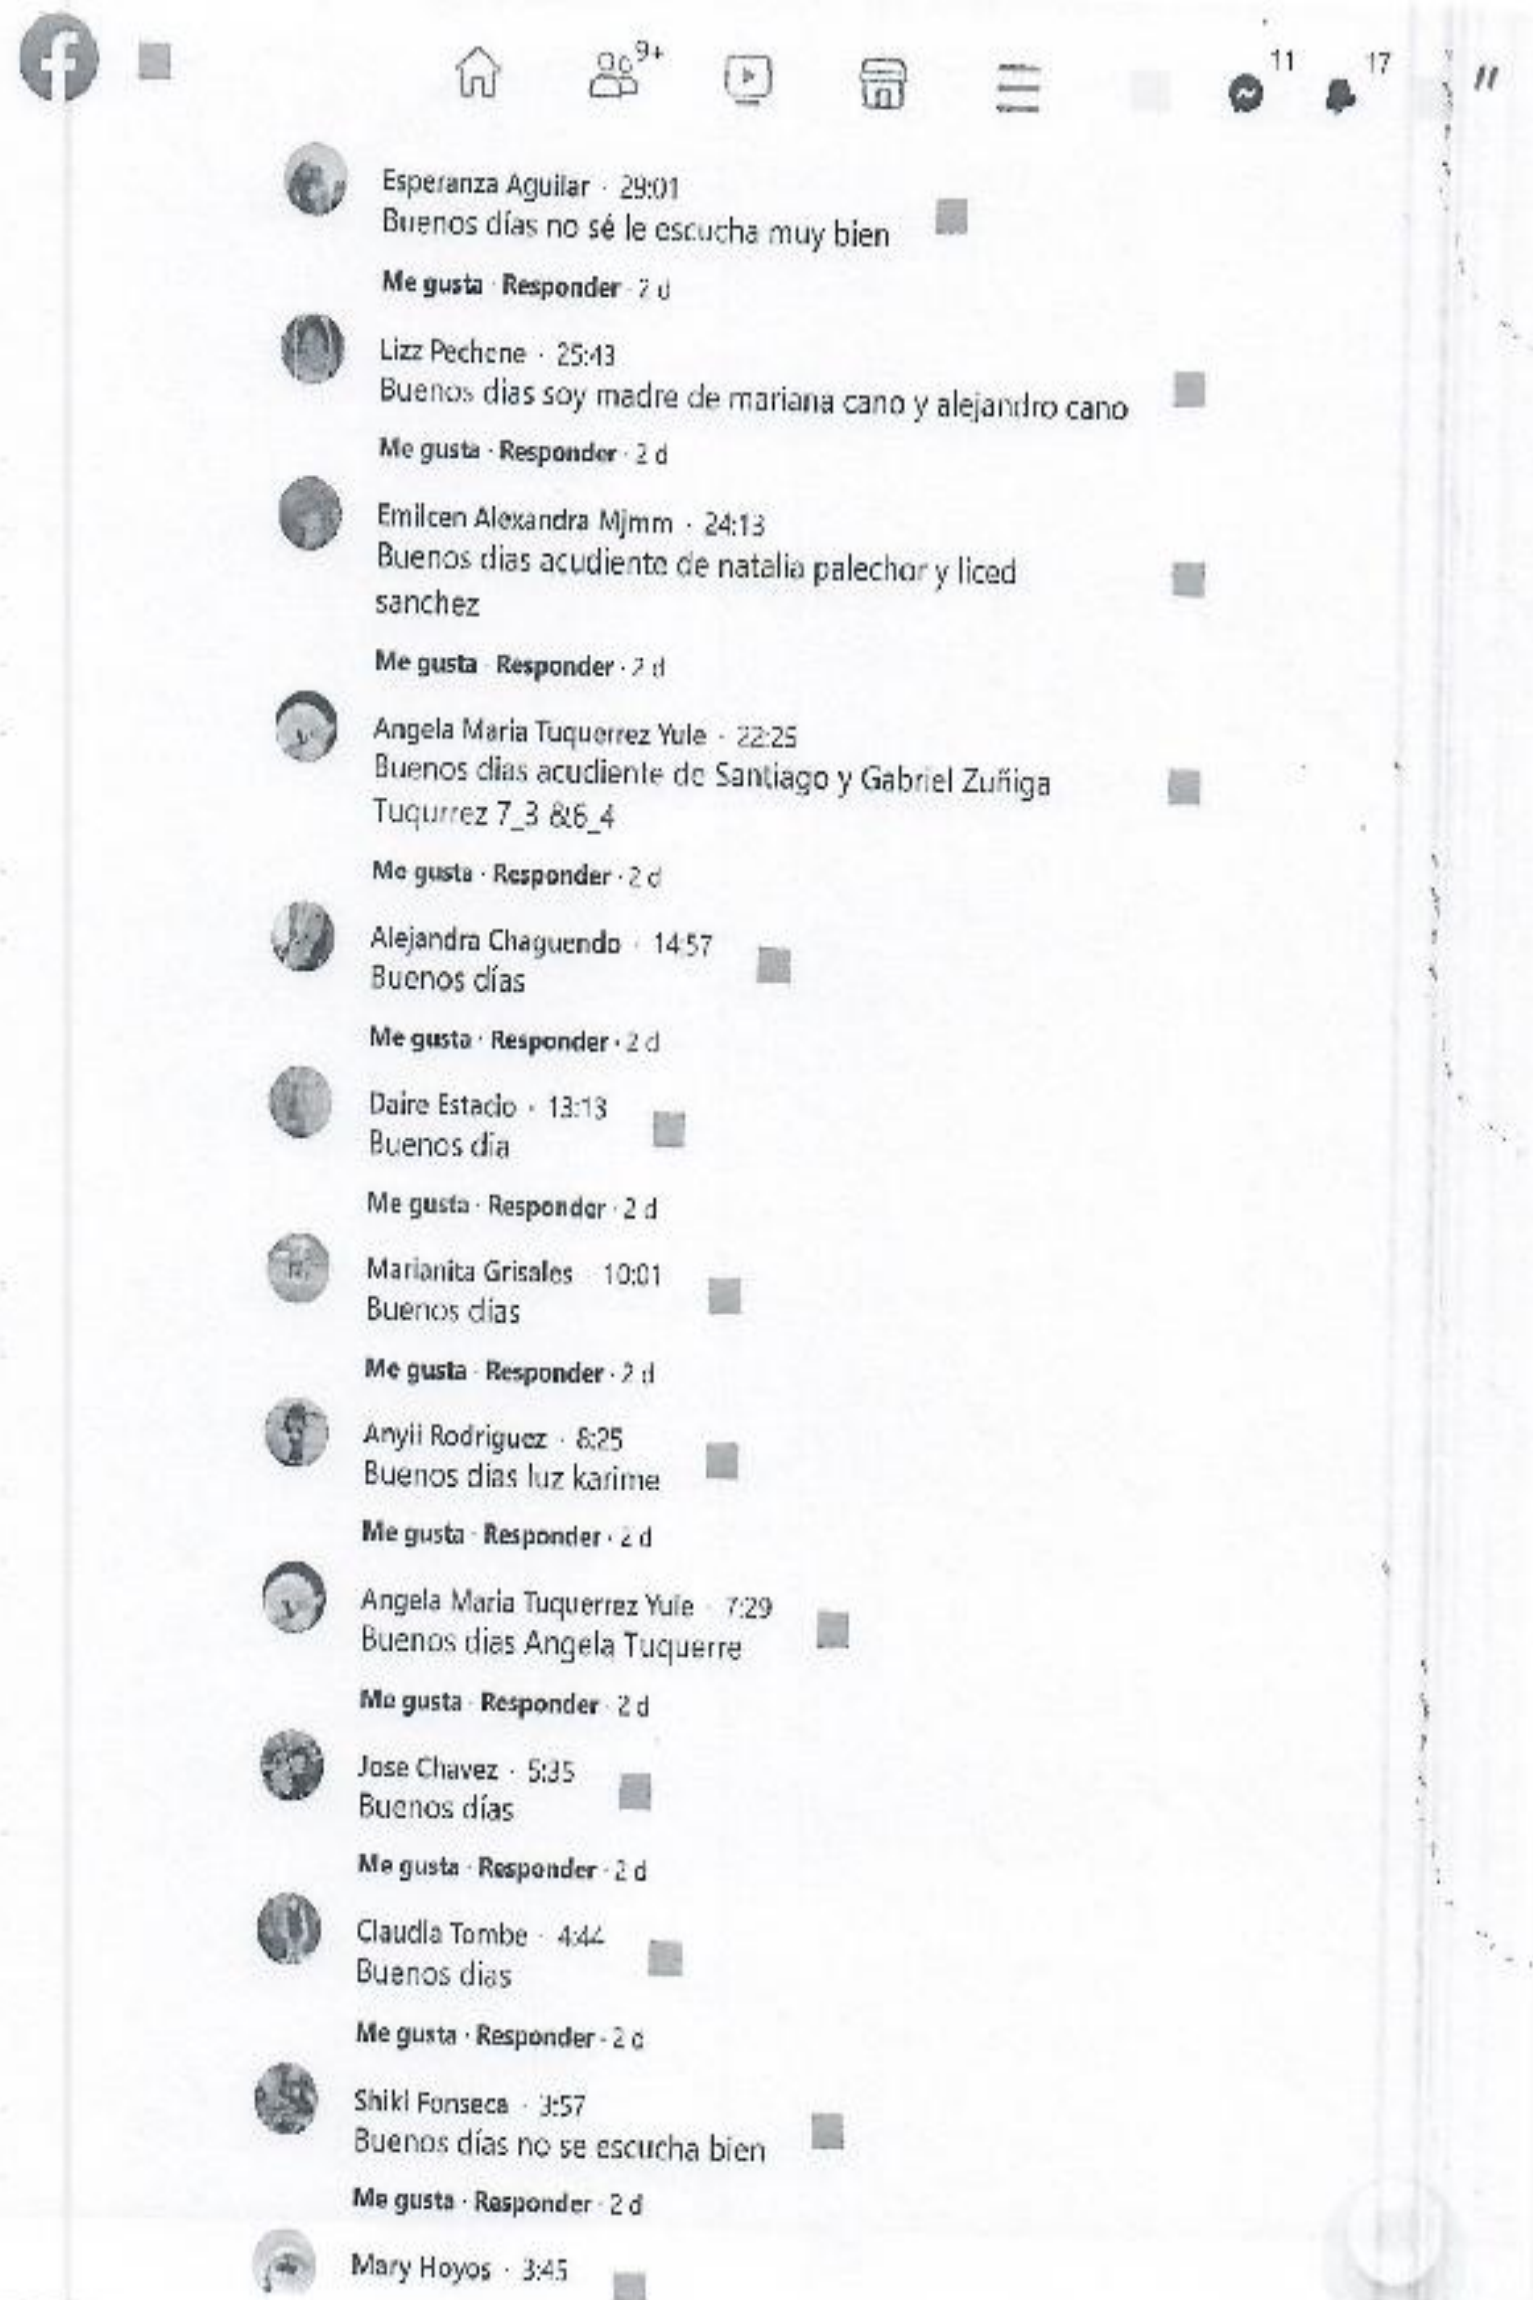 9+
11
17
Esperanza Aguilar · 29:01
Buenos días no sé le escucha muy bien
Me gusta · Responder · 2 d
Lizz Pechene · 25:43
Buenos dias soy madre de mariana cano y alejandro cano
Me gusta · Responder · 2 d
Emilcen Alexandra Mjmm · 24:13
Buenos dias acudiente de natalia palechor y liced
sanchez
Me gusta · Responder · 2 d
Angela Maria Tuquerrez Yule · 22:25
Buenos dias acudiente de Santiago y Gabriel Zuñiga
Tuqurrez 7_3 &6_4
Me gusta · Responder · 2 d
Alejandra Chaguendo · 14:57
Buenos días
Me gusta · Responder · 2 d
Daire Estacio · 13:13
Buenos dia
Me gusta · Responder · 2 d
Marianita Grisales · 10:01
Buenos dias
Me gusta · Responder · 2 d
Anyii Rodriguez · 8:25
Buenos dias luz karime
Me gusta · Responder · 2 d
Angela Maria Tuquerrez Yule · 7:29
Buenos dias Angela Tuquerre
Me gusta · Responder · 2 d
Jose Chavez · 5:35
Buenos días
Me gusta · Responder · 2 d
Claudia Tombe · 4:44
Buenos dias
Me gusta · Responder · 2 d
Shiki Fonseca · 3:57
Buenos días no se escucha bien
Me gusta · Responder · 2 d
Mary Hoyos · 3:45